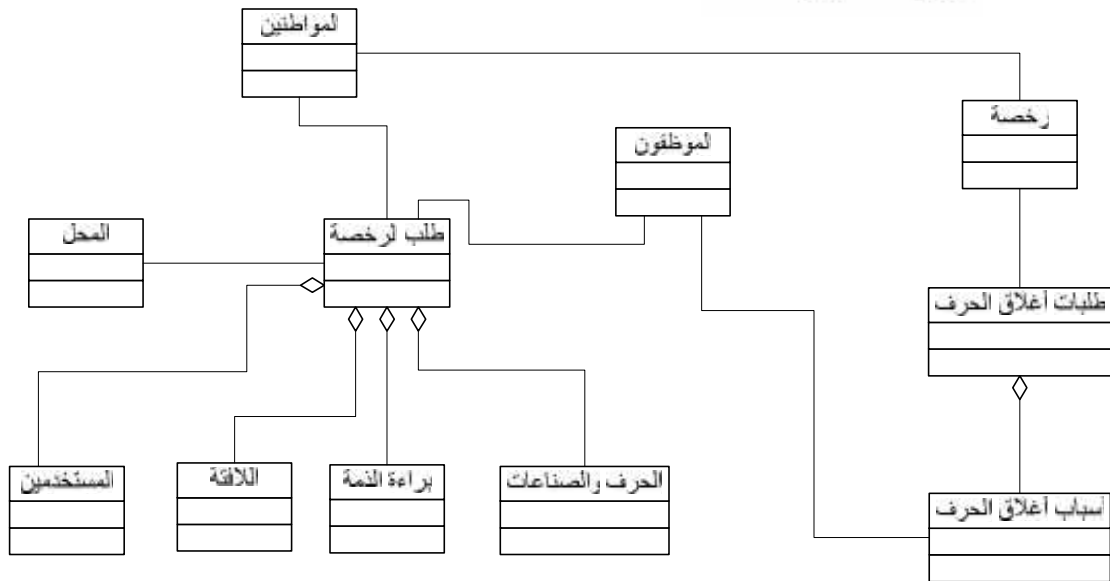 المواطنين
رخصة
الموظفون
المحل
طلب لرخصة
طلبات أغلاق الحرف
المستخدمين
اللافتة
براءة الذمة
الحرف والصناعات
أسباب أغلاق الحرف